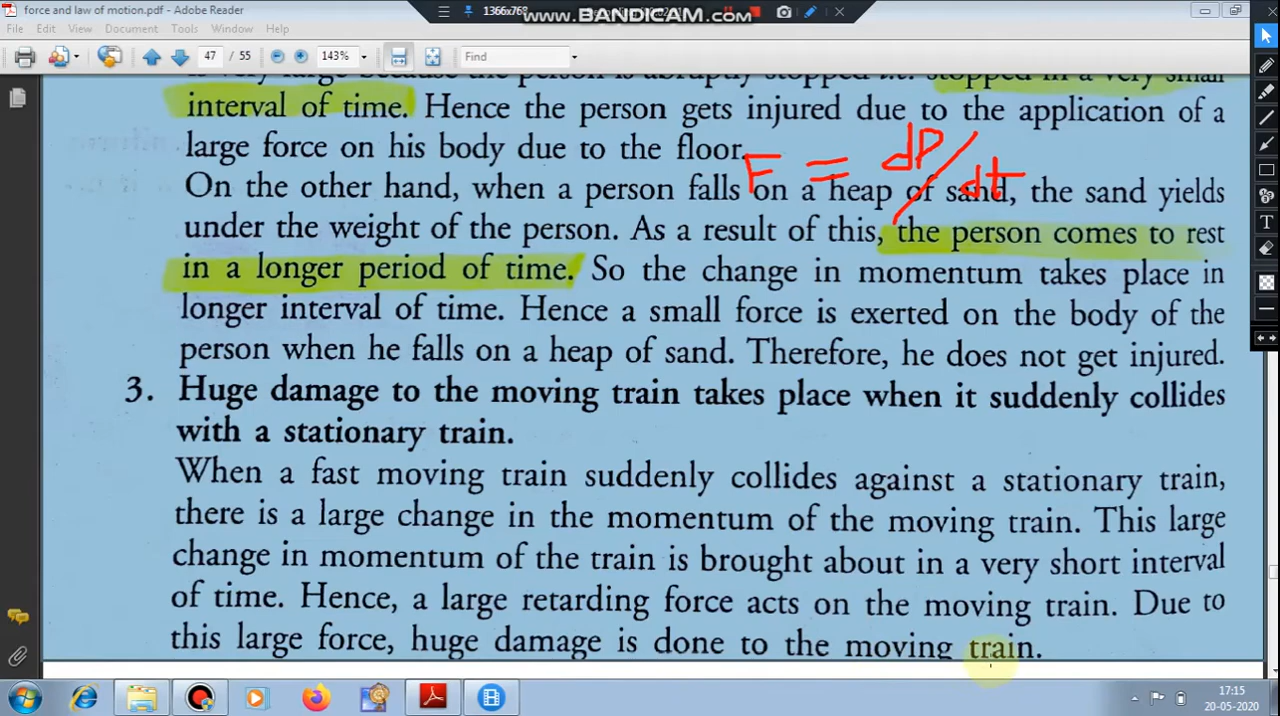 force and law of motion.pdf - Adobe Reader
1366x768
www.BANDICAM.com
File Edit View Document Tools Window Help
47 / 55 143% Find
interval of time. Hence the person gets injured due to the application of a
large force on his body due to the floor.
F = dP/dt
On the other hand, when a person falls on a heap of sand, the sand yields
under the weight of the person. As a result of this, the person comes to rest
in a longer period of time. So the change in momentum takes place in
longer interval of time. Hence a small force is exerted on the body of the
person when he falls on a heap of sand. Therefore, he does not get injured.
3. Huge damage to the moving train takes place when it suddenly collides
with a stationary train.
When a fast moving train suddenly collides against a stationary train,
there is a large change in the momentum of the moving train. This large
change in momentum of the train is brought about in a very short interval
of time. Hence, a large retarding force acts on the moving train. Due to
this large force, huge damage is done to the moving train.
17:15
20-05-2020